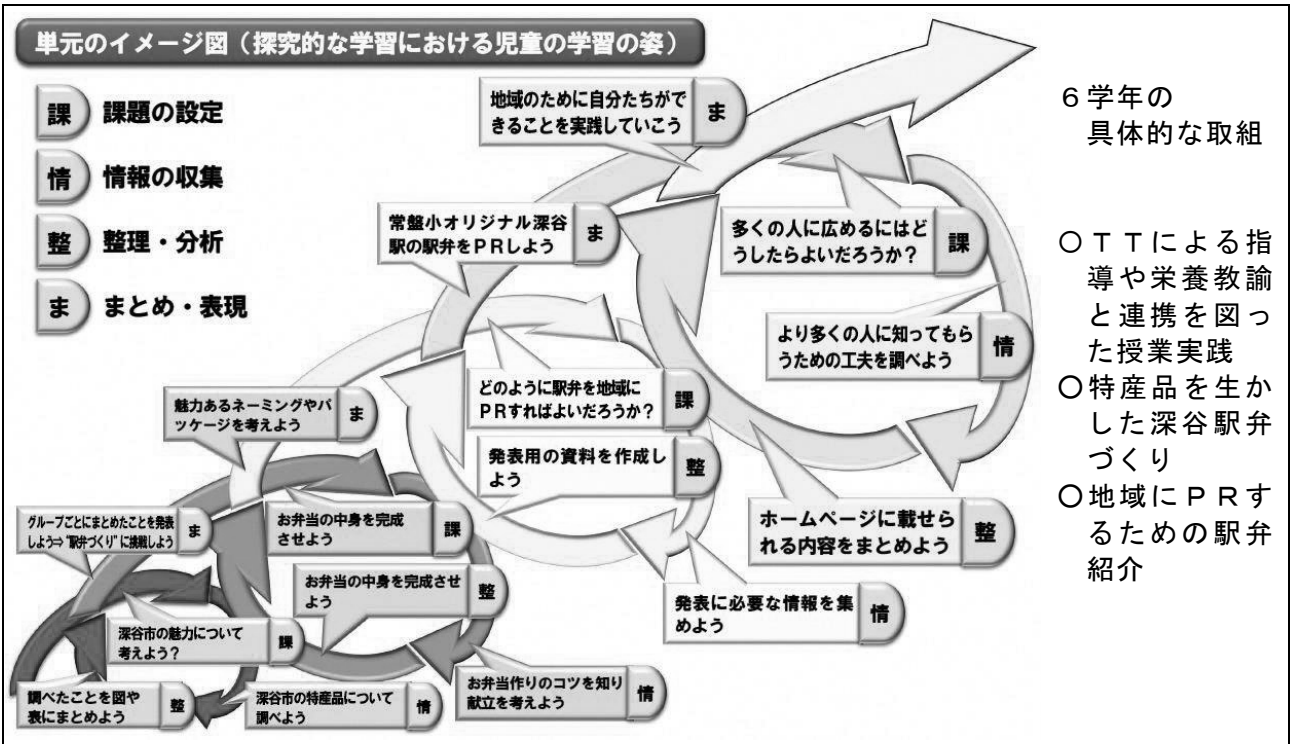 単元のイメージ図（探究的な学習における児童の学習の姿）
課 課題の設定
情 情報の収集
整 整理・分析
ま まとめ・表現
地域のために自分たちがで
きることを実践していこう
ま
多くの人に広めるにはど
うしたらよいだろうか？
課
より多くの人に知ってもら
うための工夫を調べよう
情
ホームページに載せら
れる内容をまとめよう
整
常盤小オリジナル深谷
駅の駅弁をＰＲしよう
ま
どのように駅弁を地域に
ＰＲすればよいだろうか？
課
発表用の資料を作成し
よう
整
発表に必要な情報を集
めよう
情
魅力あるネーミングやパ
ッケージを考えよう
ま
お弁当の中身を完成
させよう
課
お弁当の中身を完成させ
よう
整
お弁当作りのコツを知り
献立を考えよう
情
グループごとにまとめたことを発表
しよう⇒“駅弁づくり”に挑戦しよう
ま
深谷市の魅力について
考えよう？
課
調べたことを図や
表にまとめよう
整
深谷市の特産品について
調べよう
情
６学年の
具体的な取組
〇ＴＴによる指
導や栄養教諭
と連携を図っ
た授業実践
〇特産品を生か
した深谷駅弁
づくり
〇地域にＰＲす
るための駅弁
紹介